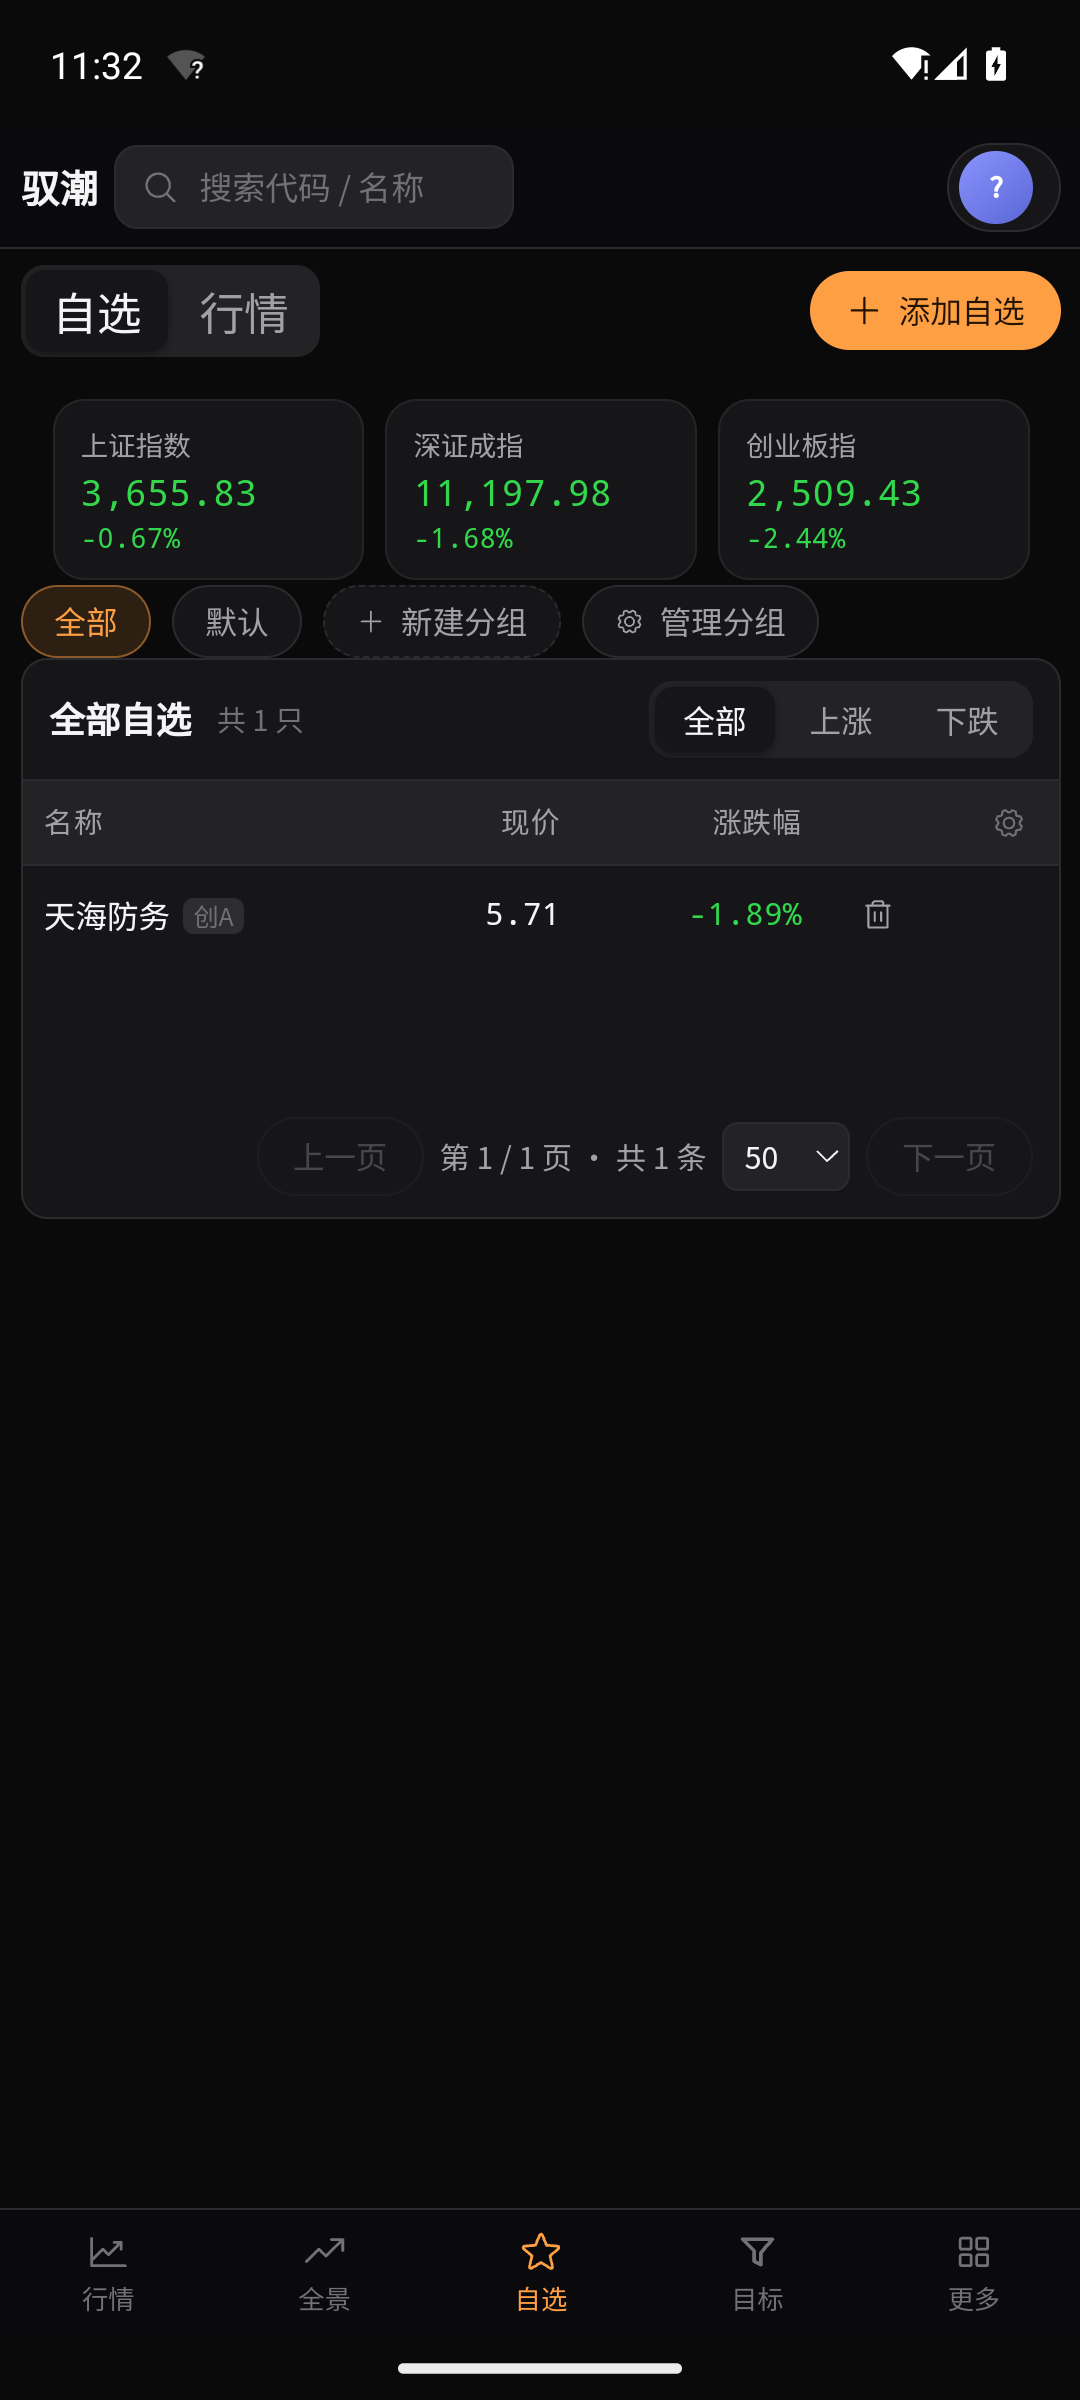 11:32
驭潮
搜索代码 / 名称
?
自选 行情
添加自选
上证指数
3,655.83
-0.67%
深证成指
11,197.98
-1.68%
创业板指
2,509.43
-2.44%
全部 默认 新建分组 管理分组
全部自选 共 1 只 全部 上涨 下跌
名称 现价 涨跌幅
天海防务 创A 5.71 -1.89%
上一页 第 1 / 1 页 · 共 1 条 50 下一页
行情 全景 自选 目标 更多